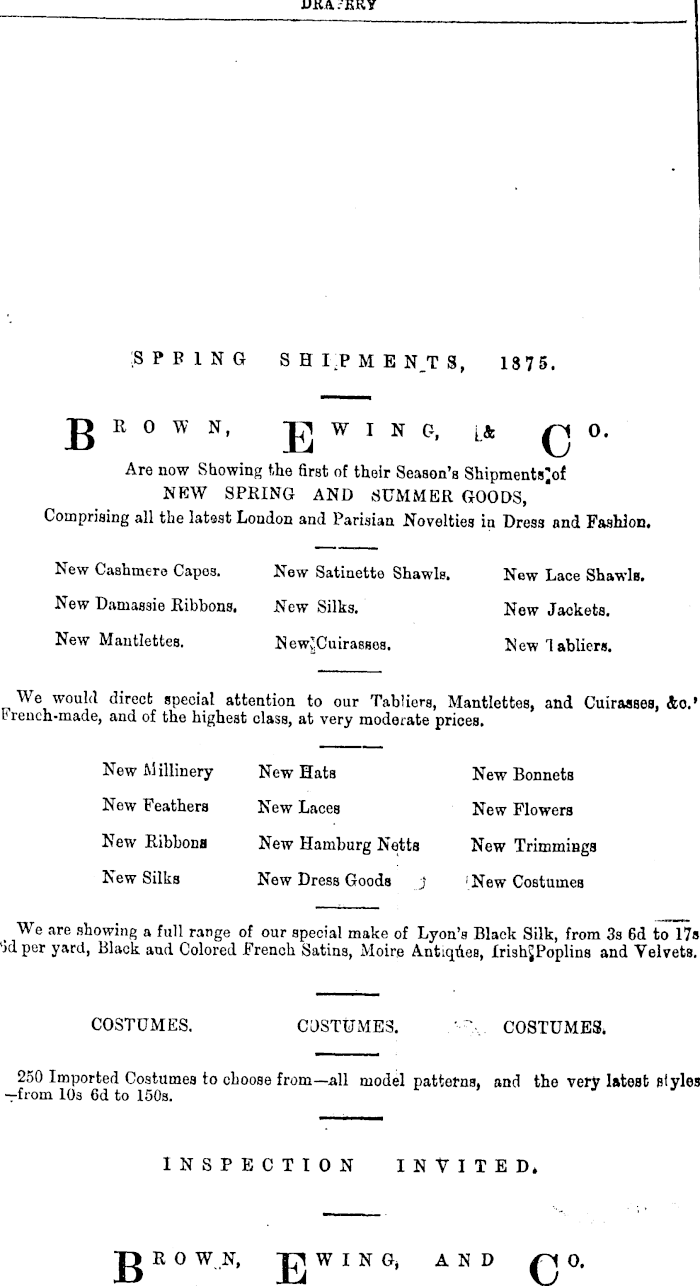 DRAPERY
SPRING SHIPMENTS, 1875.
BROWN, EWING, & CO.
Are now Showing the first of their Season's Shipments of
NEW SPRING AND SUMMER GOODS,
Comprising all the latest London and Parisian Novelties in Dress and Fashion.
New Cashmere Capes. New Satinette Shawls. New Lace Shawls.
New Damassie Ribbons. New Silks. New Jackets.
New Mantlettes. New Cuirasses. New Tabliers.
We would direct special attention to our Tabliers, Mantlettes, and Cuirasses, &c.'
French-made, and of the highest class, at very moderate prices.
New Millinery New Hats New Bonnets
New Feathers New Laces New Flowers
New Ribbons New Hamburg Netts New Trimmings
New Silks New Dress Goods New Costumes
We are showing a full range of our special make of Lyon's Black Silk, from 3s 6d to 17s
6d per yard, Black and Colored French Satins, Moire Antiques, Irish Poplins and Velvets.
COSTUMES. COSTUMES. COSTUMES.
250 Imported Costumes to choose from—all model patterns, and the very latest styles
—from 10s 6d to 150s.
INSPECTION INVITED.
BROWN, EWING, AND CO.